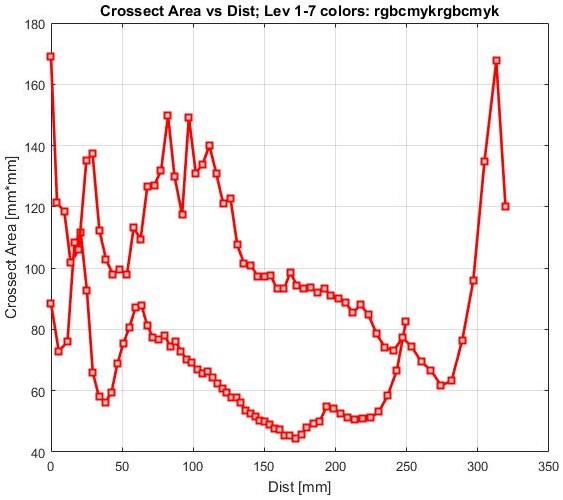 Crossect Area vs Dist; Lev 1-7 colors: rgbcmykrgbcmyk
180
160
140
120
100
80
60
40
Crossect Area [mm*mm]
0 50 100 150 200 250 300 350
Dist [mm]